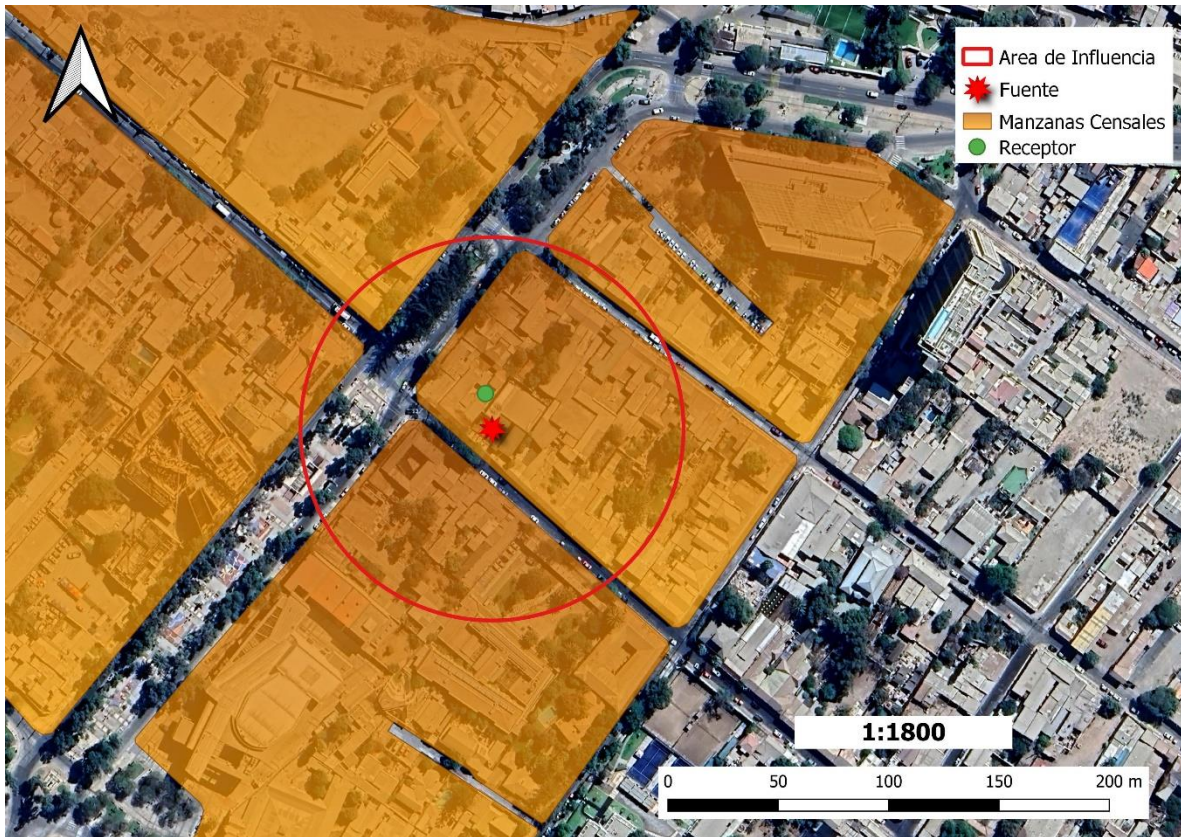 Area de Influencia
Fuente
Manzanas Censales
Receptor
1:1800
0 50 100 150 200 m